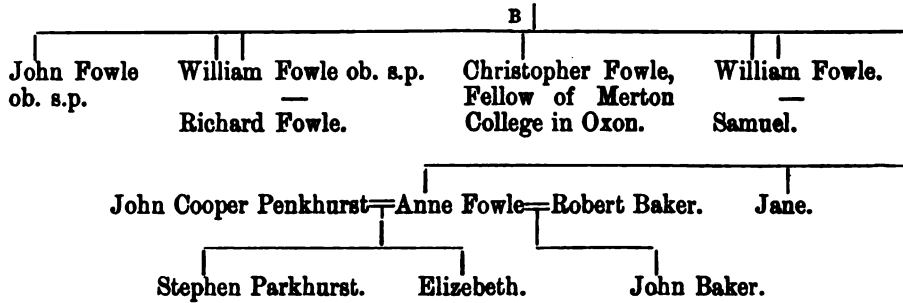 B
John Fowle William Fowle ob. s.p. Christopher Fowle, William Fowle.
ob. s.p. — Fellow of Merton —
Richard Fowle. College in Oxon. Samuel.
John Cooper Penkhurst=Anne Fowle=Robert Baker. Jane.
Stephen Parkhurst. Elizebeth. John Baker.